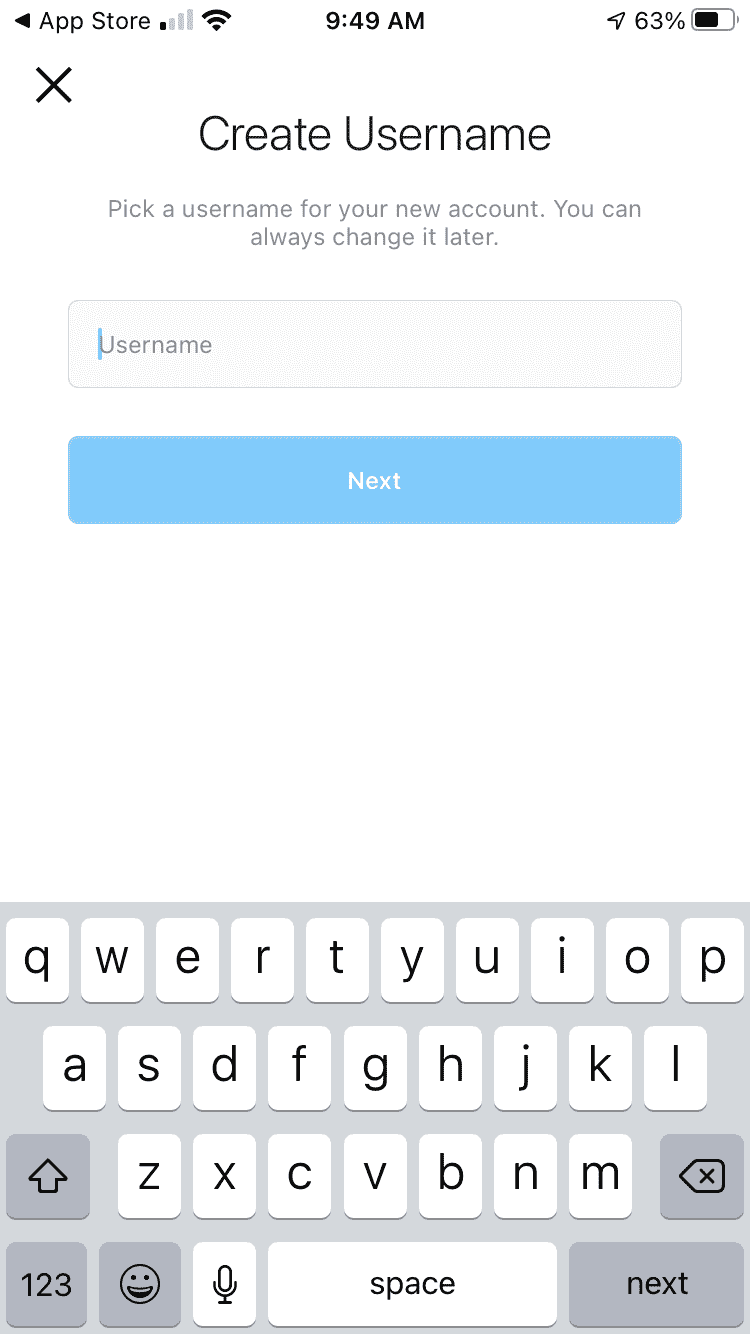 App Store 9:49 AM 63%
Create Username
Pick a username for your new account. You can
always change it later.
Username
Next
q w e r t y u i o p
a s d f g h j k l
z x c v b n m
123 space next